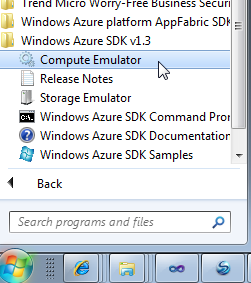 Trend Micro Worry-Free Business Securi
Windows Azure platform AppFabric SDK
Windows Azure SDK v1.3
Compute Emulator
Release Notes
Storage Emulator
Windows Azure SDK Command Pron
Windows Azure SDK Documentation
Windows Azure SDK Samples
Back
Search programs and files